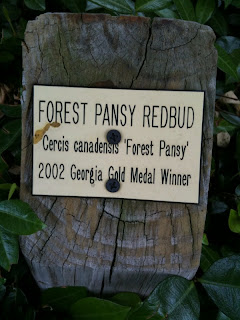 FOREST PANSY REDBUD
Cercis canadensis 'Forest Pansy'
2002 Georgia Gold Medal Winner